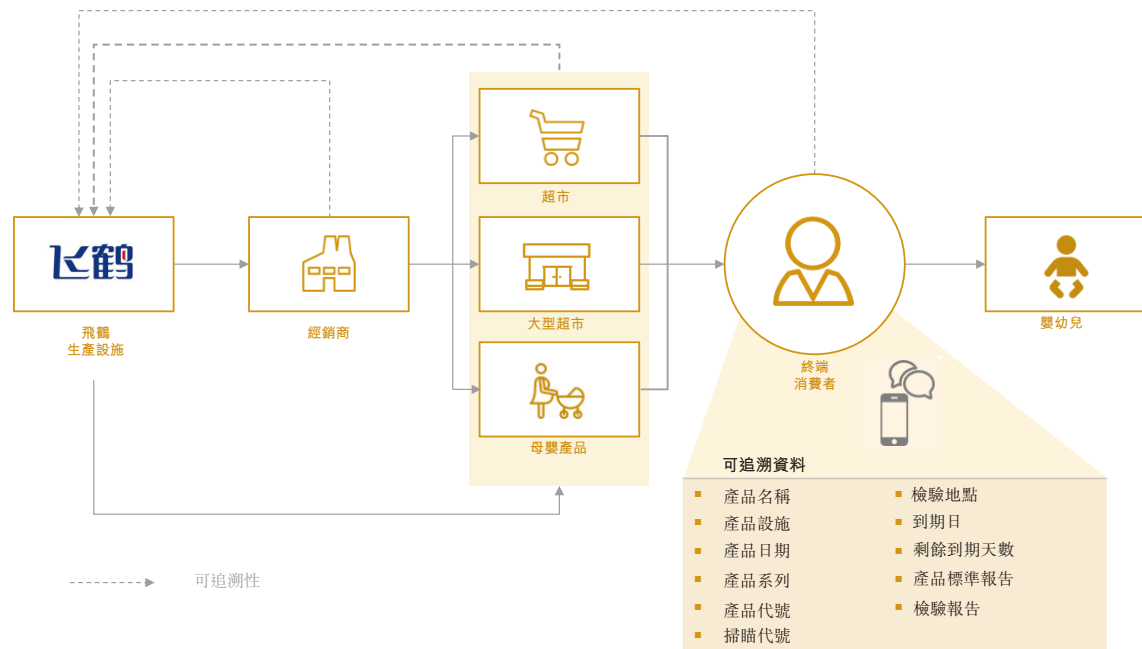 超市
飞鹤
飛鶴
生產設施
經銷商
大型超市
母嬰產品
終端
消費者
嬰幼兒
可追溯資料
產品名稱
產品設施
產品日期
產品系列
產品代號
掃瞄代號
檢驗地點
到期日
剩餘到期天數
產品標準報告
檢驗報告
可追溯性